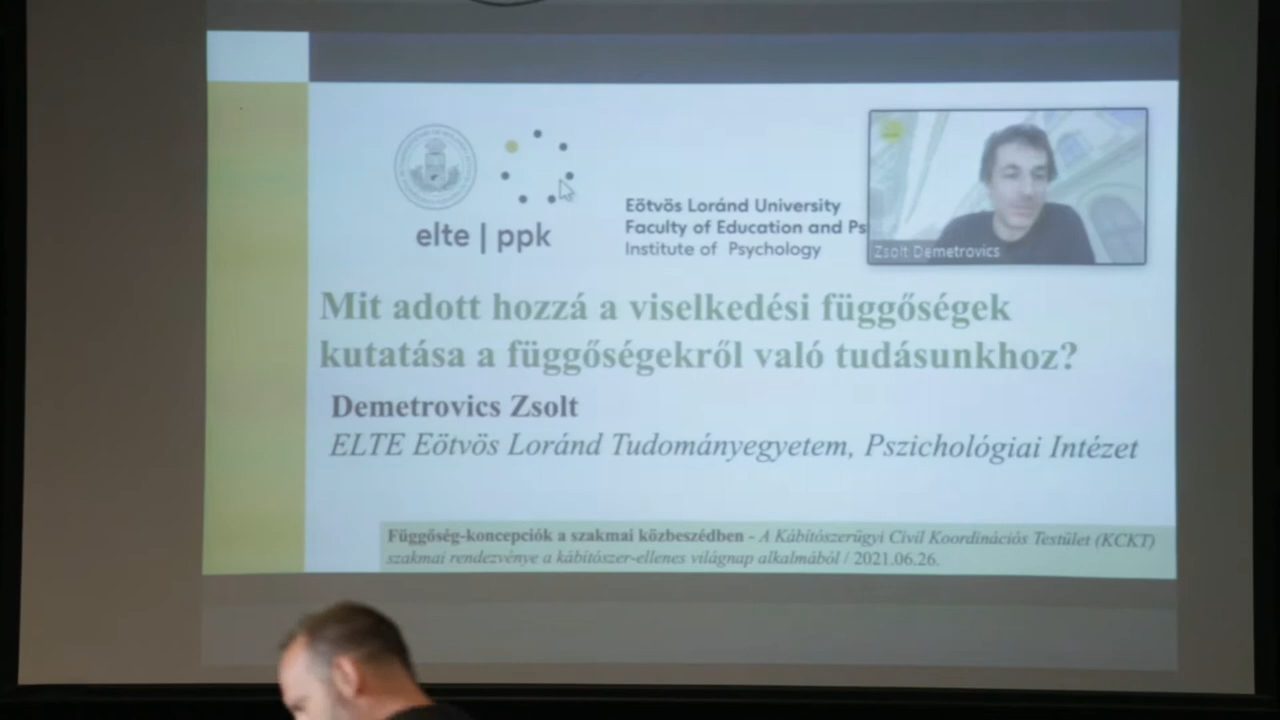 elte | ppk
Eötvös Loránd University
Faculty of Education and Ps
Institute of Psychology
Zsolt Demetrovics
Mit adott hozzá a viselkedési függőségek
kutatása a függőségekről való tudásunkhoz?
Demetrovics Zsolt
ELTE Eötvös Loránd Tudományegyetem, Pszichológiai Intézet
Függőség-koncepciók a szakmai közbeszédben - A Kábítószerügyi Civil Koordinációs Testület (KCKT)
szakmai rendezvénye a kábítószer-ellenes világnap alkalmából / 2021.06.26.